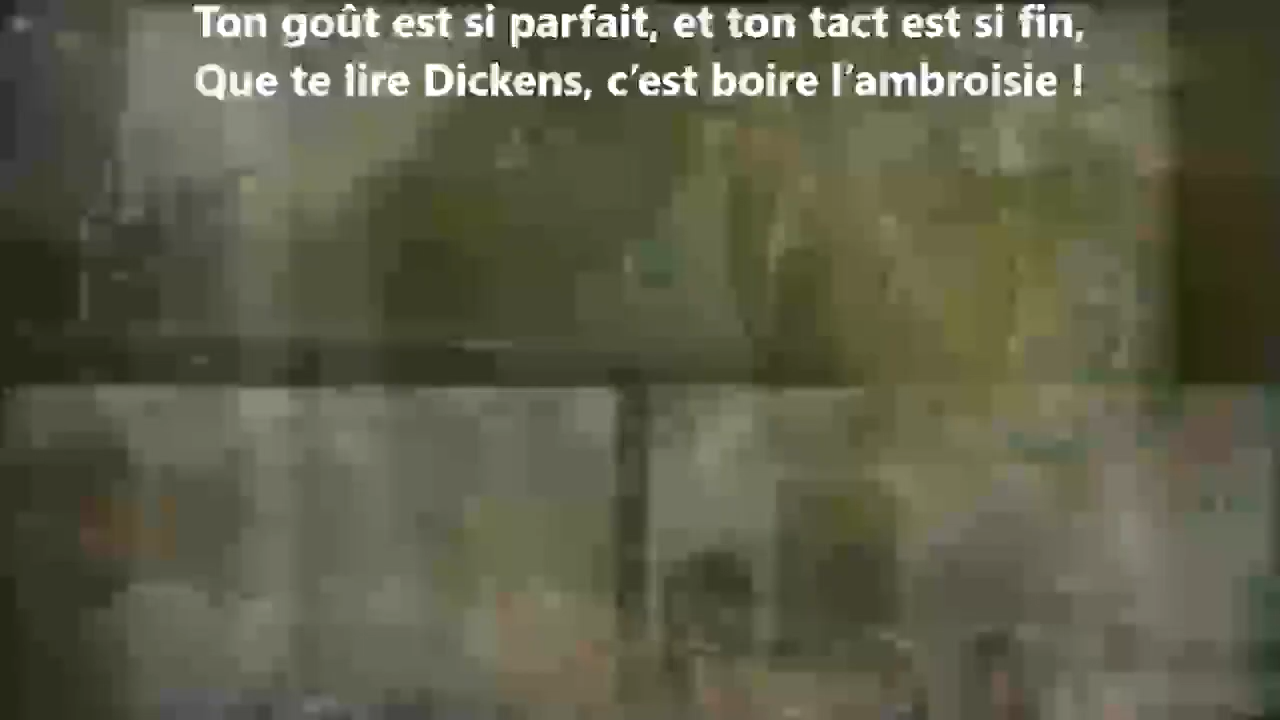 Ton goût est si parfait, et ton tact est si fin,
Que te lire Dickens, c’est boire l’ambroisie !